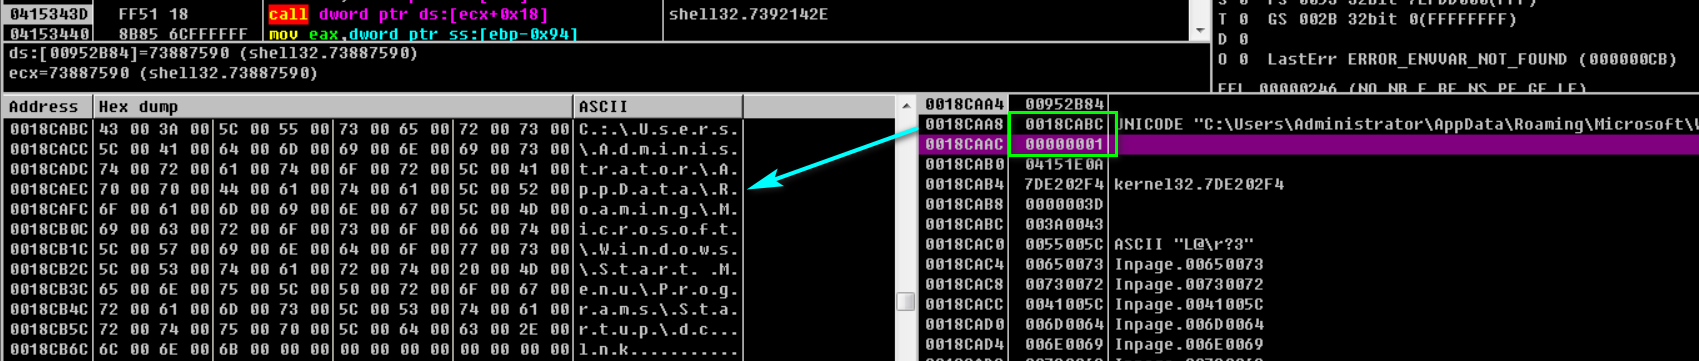 0415343D FF51 18 call dword ptr ds:[ecx+0x18] shell32.7392142E
04153440 8B85 6CFFFFFF mov eax,dword ptr ss:[ebp-0x94]
ds:[00952B84]=73887590 (shell32.73887590)
ecx=73887590 (shell32.73887590)
T 0 GS 002B 32bit 0(FFFFFFFF)
D 0
O 0 LastErr ERROR_ENVVAR_NOT_FOUND (000000CB)
EFL 00000246 (NO,NB,E,BE,NS,PE,GE,LE)
Address Hex dump ASCII
0018CABC 43 00 3A 00 5C 00 55 00 73 00 65 00 72 00 73 00 C.:.\.U.s.e.r.s.
0018CACC 5C 00 41 00 64 00 6D 00 69 00 6E 00 69 00 73 00 \.A.d.m.i.n.i.s.
0018CADC 74 00 72 00 61 00 74 00 6F 00 72 00 5C 00 41 00 t.r.a.t.o.r.\.A.
0018CAEC 70 00 70 00 44 00 61 00 74 00 61 00 5C 00 52 00 p.p.D.a.t.a.\.R.
0018CAFC 6F 00 61 00 6D 00 69 00 6E 00 67 00 5C 00 4D 00 o.a.m.i.n.g.\.M.
0018CB0C 69 00 63 00 72 00 6F 00 73 00 6F 00 66 00 74 00 i.c.r.o.s.o.f.t.
0018CB1C 5C 00 57 00 69 00 6E 00 64 00 6F 00 77 00 73 00 \.W.i.n.d.o.w.s.
0018CB2C 5C 00 53 00 74 00 61 00 72 00 74 00 20 00 4D 00 \.S.t.a.r.t. .M.
0018CB3C 65 00 6E 00 75 00 5C 00 50 00 72 00 6F 00 67 00 e.n.u.\.P.r.o.g.
0018CB4C 72 00 61 00 6D 00 73 00 5C 00 53 00 74 00 61 00 r.a.m.s.\.S.t.a.
0018CB5C 72 00 74 00 75 00 70 00 5C 00 64 00 63 00 2E 00 r.t.u.p.\.d.c...
0018CB6C 6C 00 6E 00 6B 00 00 00 00 00 00 00 00 00 00 00 l.n.k...........
0018CAA4 00952B84
0018CAA8 0018CABC UNICODE "C:\Users\Administrator\AppData\Roaming\Microsoft\
0018CAAC 00000001
0018CAB0 04151E0A
0018CAB4 7DE202F4 kernel32.7DE202F4
0018CAB8 0000003D
0018CABC 003A0043
0018CAC0 0055005C ASCII "L@\r?3"
0018CAC4 00650073 Inpage.00650073
0018CAC8 00730072 Inpage.00730072
0018CACC 0041005C Inpage.0041005C
0018CAD0 006D0064 Inpage.006D0064
0018CAD4 006E0069 Inpage.006E0069